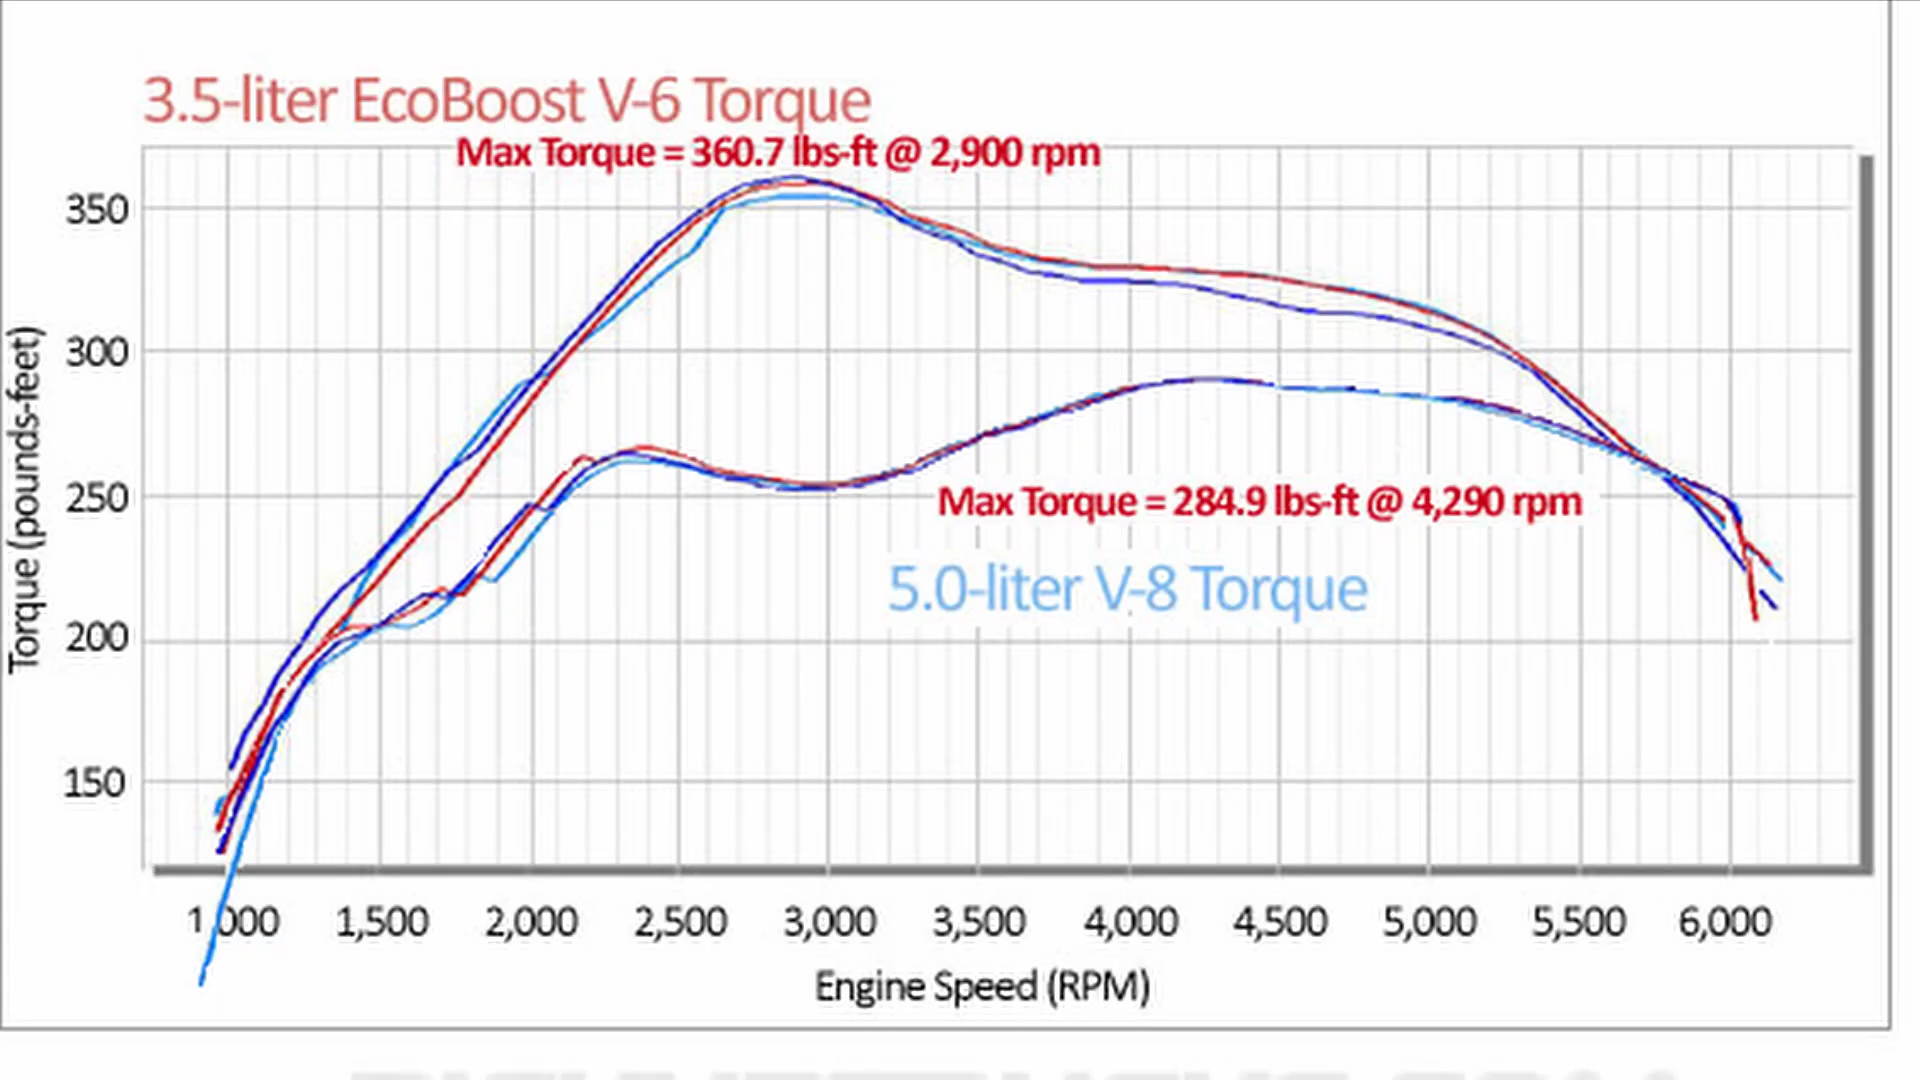 3.5-liter EcoBoost V-6 Torque
Max Torque = 360.7 lbs-ft @ 2,900 rpm
350
300
250
200
150
Torque (pounds-feet)
Max Torque = 284.9 lbs-ft @ 4,290 rpm
5.0-liter V-8 Torque
1 000 1,500 2,000 2,500 3,000 3,500 4,000 4,500 5,000 5,500 6,000
Engine Speed (RPM)